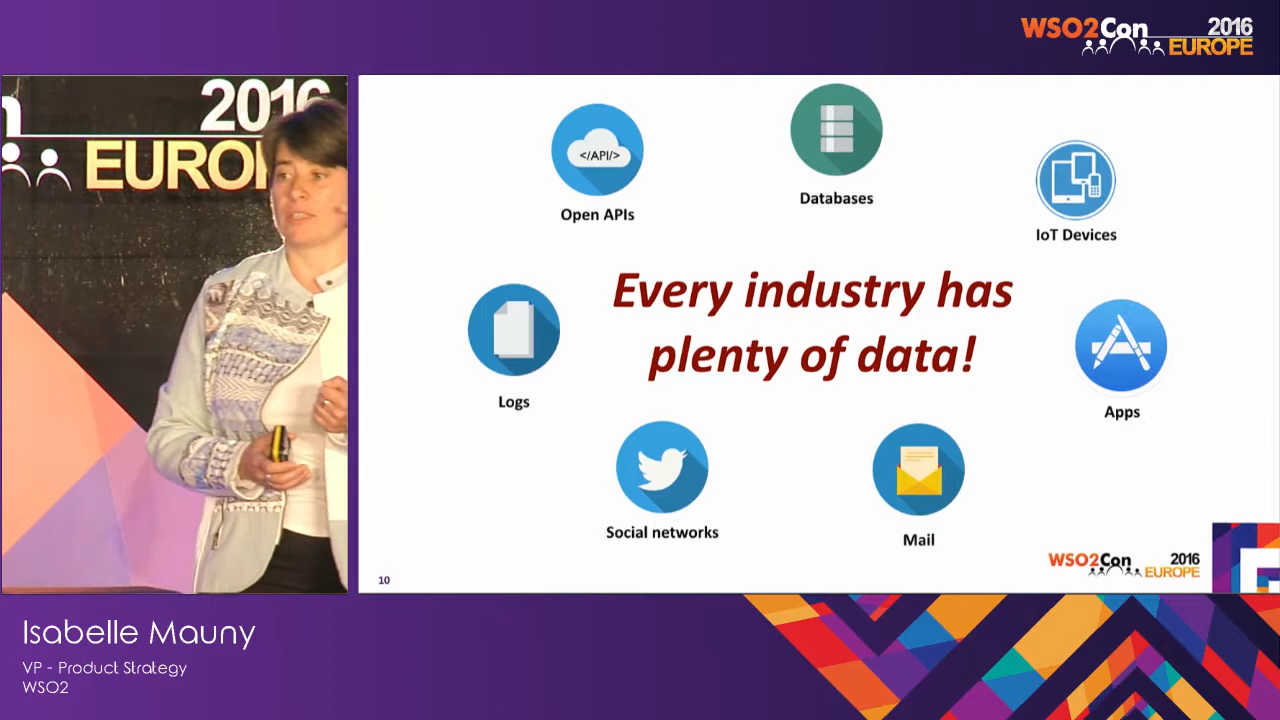 WSO2Con 2016
EUROPE
n 2016
EUROP
</API/>
Open APIs
Databases
IoT Devices
Every industry has
plenty of data!
Logs
Apps
Social networks
Mail
10
WSO2Con 2016
EUROPE
Isabelle Mauny
VP - Product Strategy
WSO2